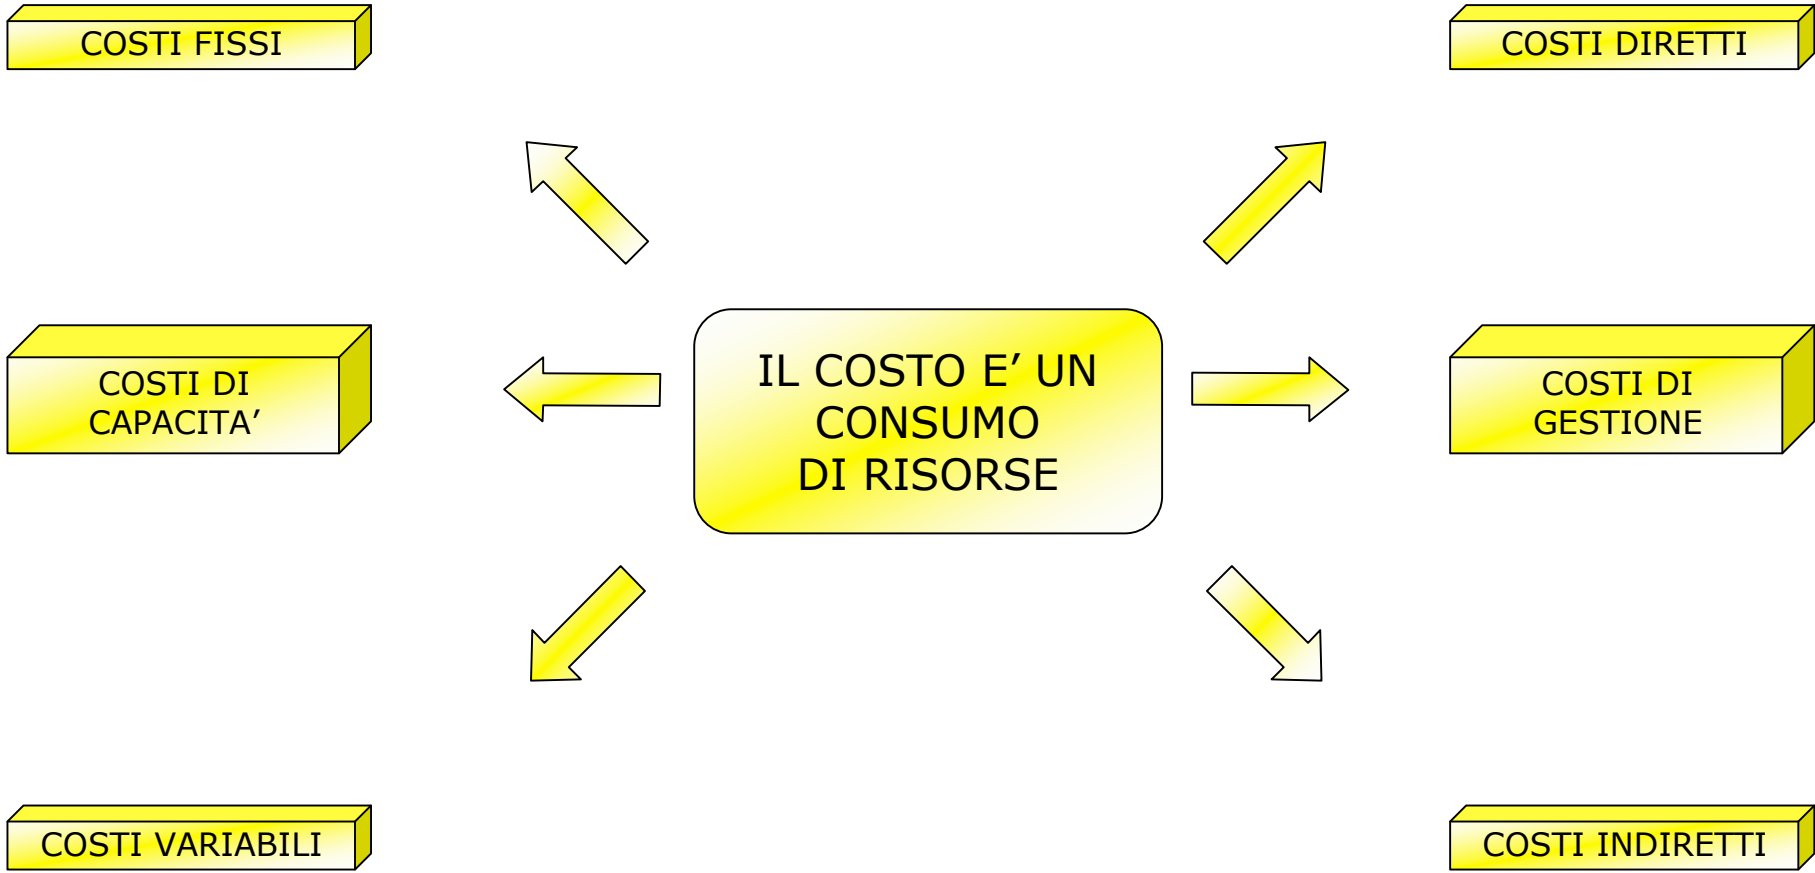 COSTI FISSI
COSTI DIRETTI
COSTI DI
CAPACITA’
IL COSTO E’ UN
CONSUMO
DI RISORSE
COSTI DI
GESTIONE
COSTI VARIABILI
COSTI INDIRETTI